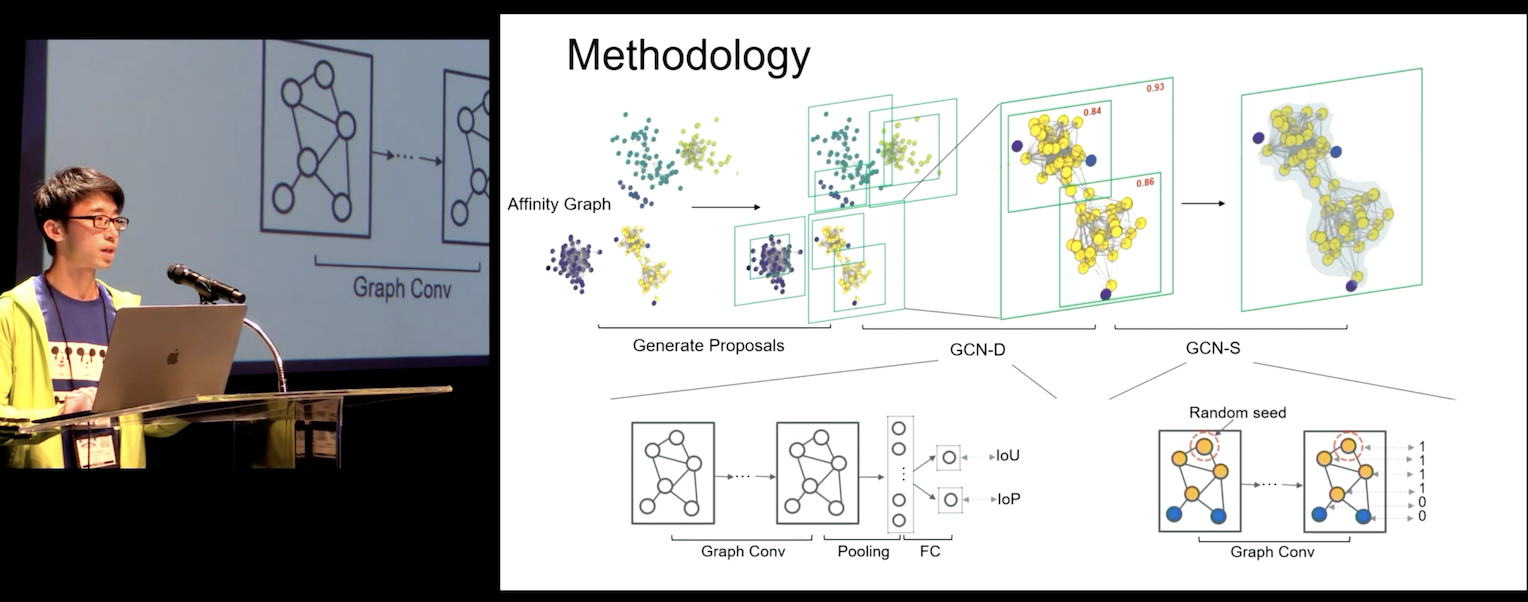 Graph Conv
Methodology
Affinity Graph
0.93
0.84
0.86
Generate Proposals
GCN-D
GCN-S
Random seed
IoU
IoP
1
1
1
1
0
0
Graph Conv
Pooling
FC
Graph Conv